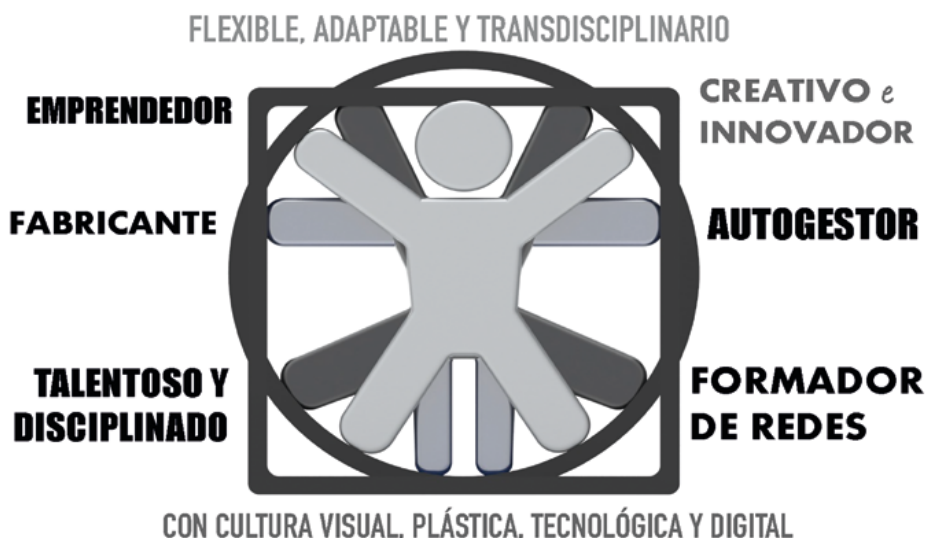 FLEXIBLE, ADAPTABLE Y TRANSDISCIPLINARIO
EMPRENDEDOR
CREATIVO e
INNOVADOR
FABRICANTE
AUTOGESTOR
TALENTOSO Y
DISCIPLINADO
FORMADOR
DE REDES
CON CULTURA VISUAL, PLÁSTICA, TECNOLÓGICA Y DIGITAL